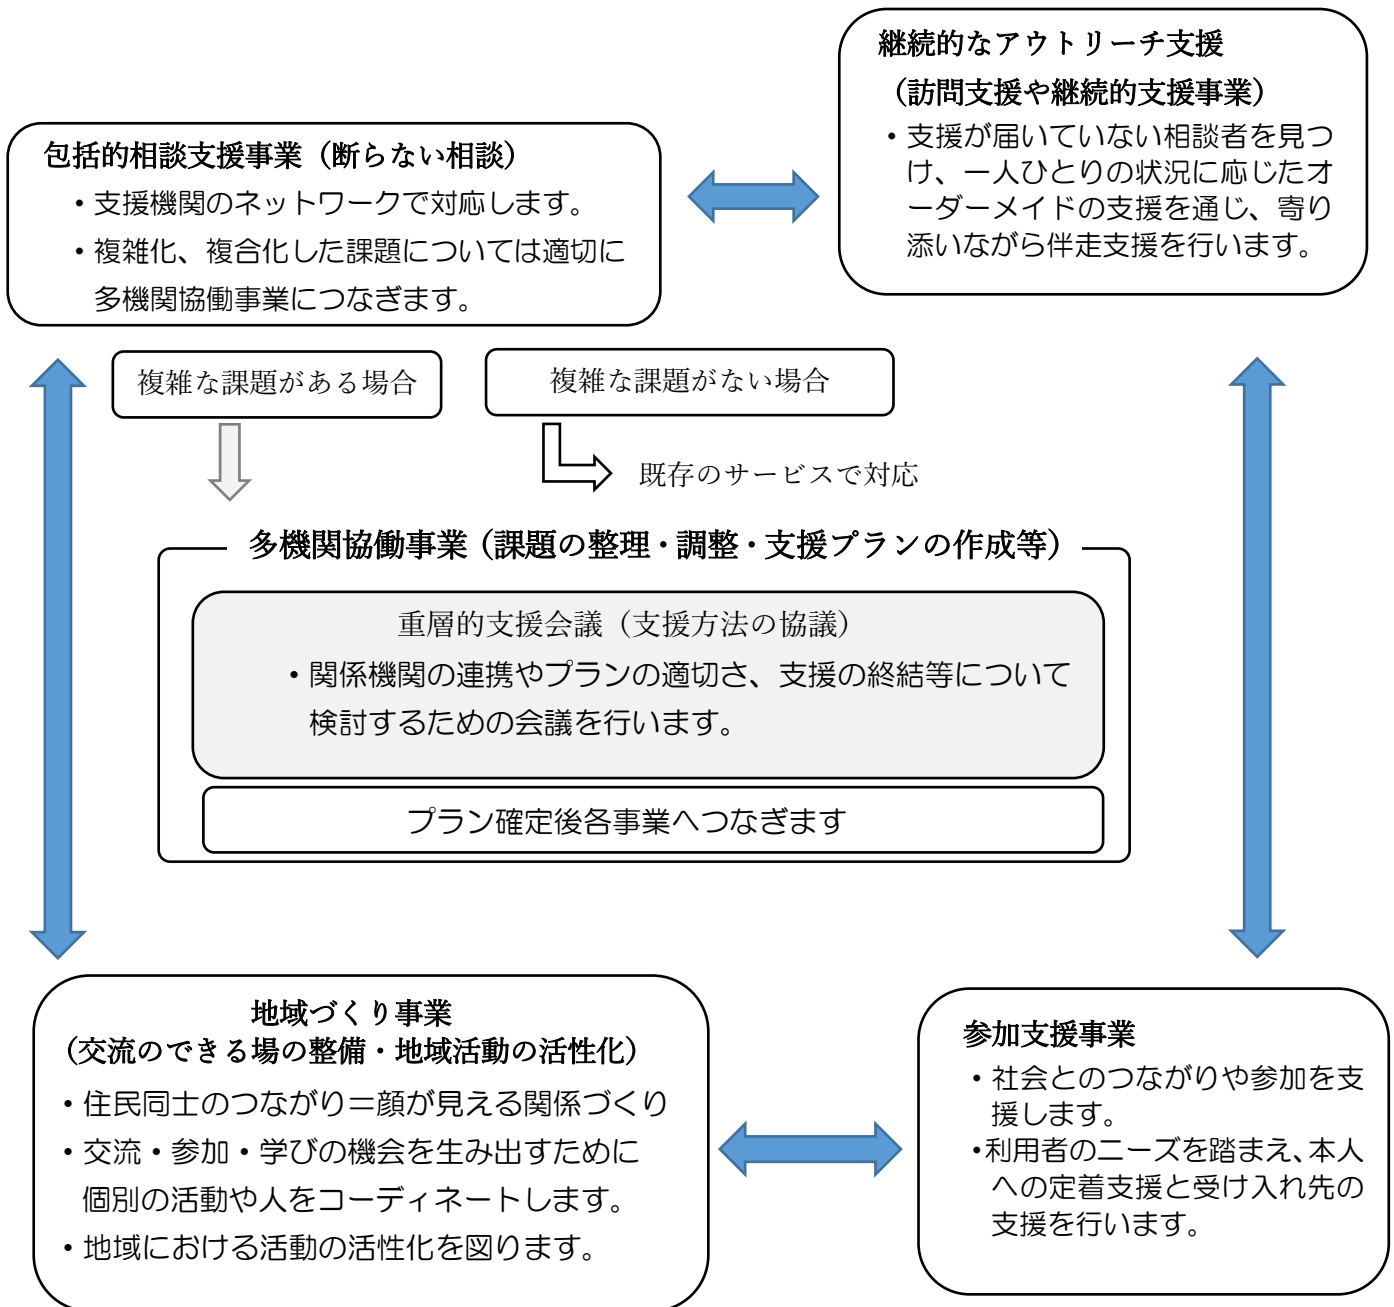 継続的なアウトリーチ支援
（訪問支援や継続的支援事業）
・支援が届いていない相談者を見つ
け、一人ひとりの状況に応じたオ
ーダーメイドの支援を通じ、寄り
添いながら伴走支援を行います。
包括的相談支援事業（断らない相談）
・支援機関のネットワークで対応します。
・複雑化、複合化した課題については適切に
多機関協働事業につなぎます。
複雑な課題がある場合
複雑な課題がない場合
既存のサービスで対応
多機関協働事業（課題の整理・調整・支援プランの作成等）
重層的支援会議（支援方法の協議）
・関係機関の連携やプランの適切さ、支援の終結等について
検討するための会議を行います。
プラン確定後各事業へつなぎます
地域づくり事業
（交流のできる場の整備・地域活動の活性化）
・住民同士のつながり＝顔が見える関係づくり
・交流・参加・学びの機会を生み出すために
個別の活動や人をコーディネートします。
・地域における活動の活性化を図ります。
参加支援事業
・社会とのつながりや参加を支
援します。
・利用者のニーズを踏まえ、本人
への定着支援と受け入れ先の
支援を行います。